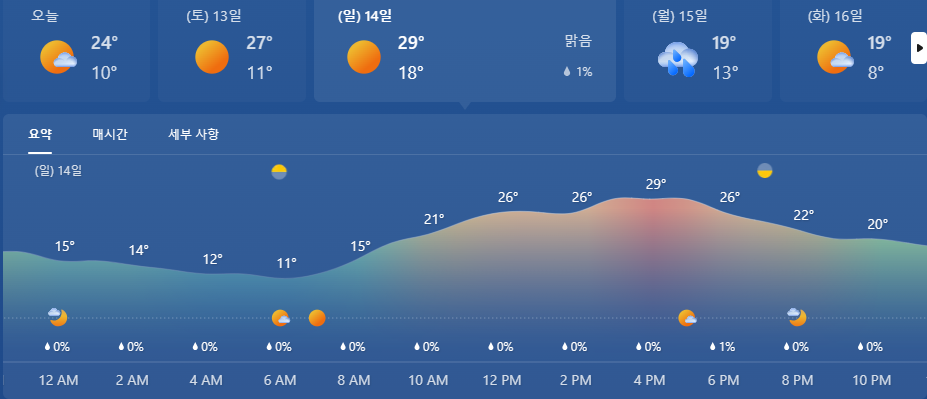 오늘 (토) 13일 (일) 14일 (월) 15일 (화) 16일
24° 27° 29° 맑음 19° 19°
10° 11° 18° 1% 13° 8°
요약 매시간 세부 사항
(일) 14일
15° 14° 12° 11° 15° 21° 26° 26° 29° 26° 22° 20°
0% 0% 0% 0% 0% 0% 0% 0% 0% 1% 0% 0%
12 AM 2 AM 4 AM 6 AM 8 AM 10 AM 12 PM 2 PM 4 PM 6 PM 8 PM 10 PM